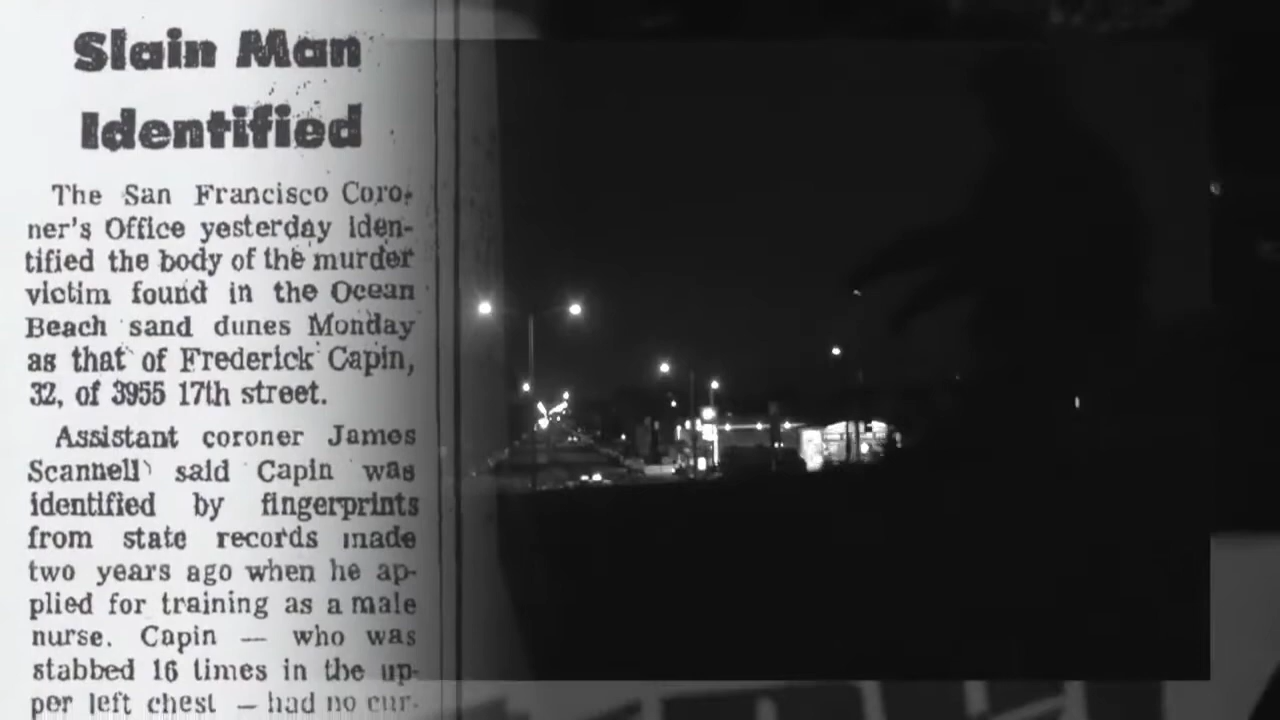 Slain Man
Identified
The San Francisco Coro-
ner's Office yesterday iden-
tified the body of the murder
victim found in the Ocean
Beach sand dunes Monday
as that of Frederick Capin,
32, of 3955 17th street.
Assistant coroner James
Scannell said Capin was
identified by fingerprints
from state records made
two years ago when he ap-
plied for training as a male
nurse. Capin — who was
stabbed 16 times in the up-
per left chest — had no cur-